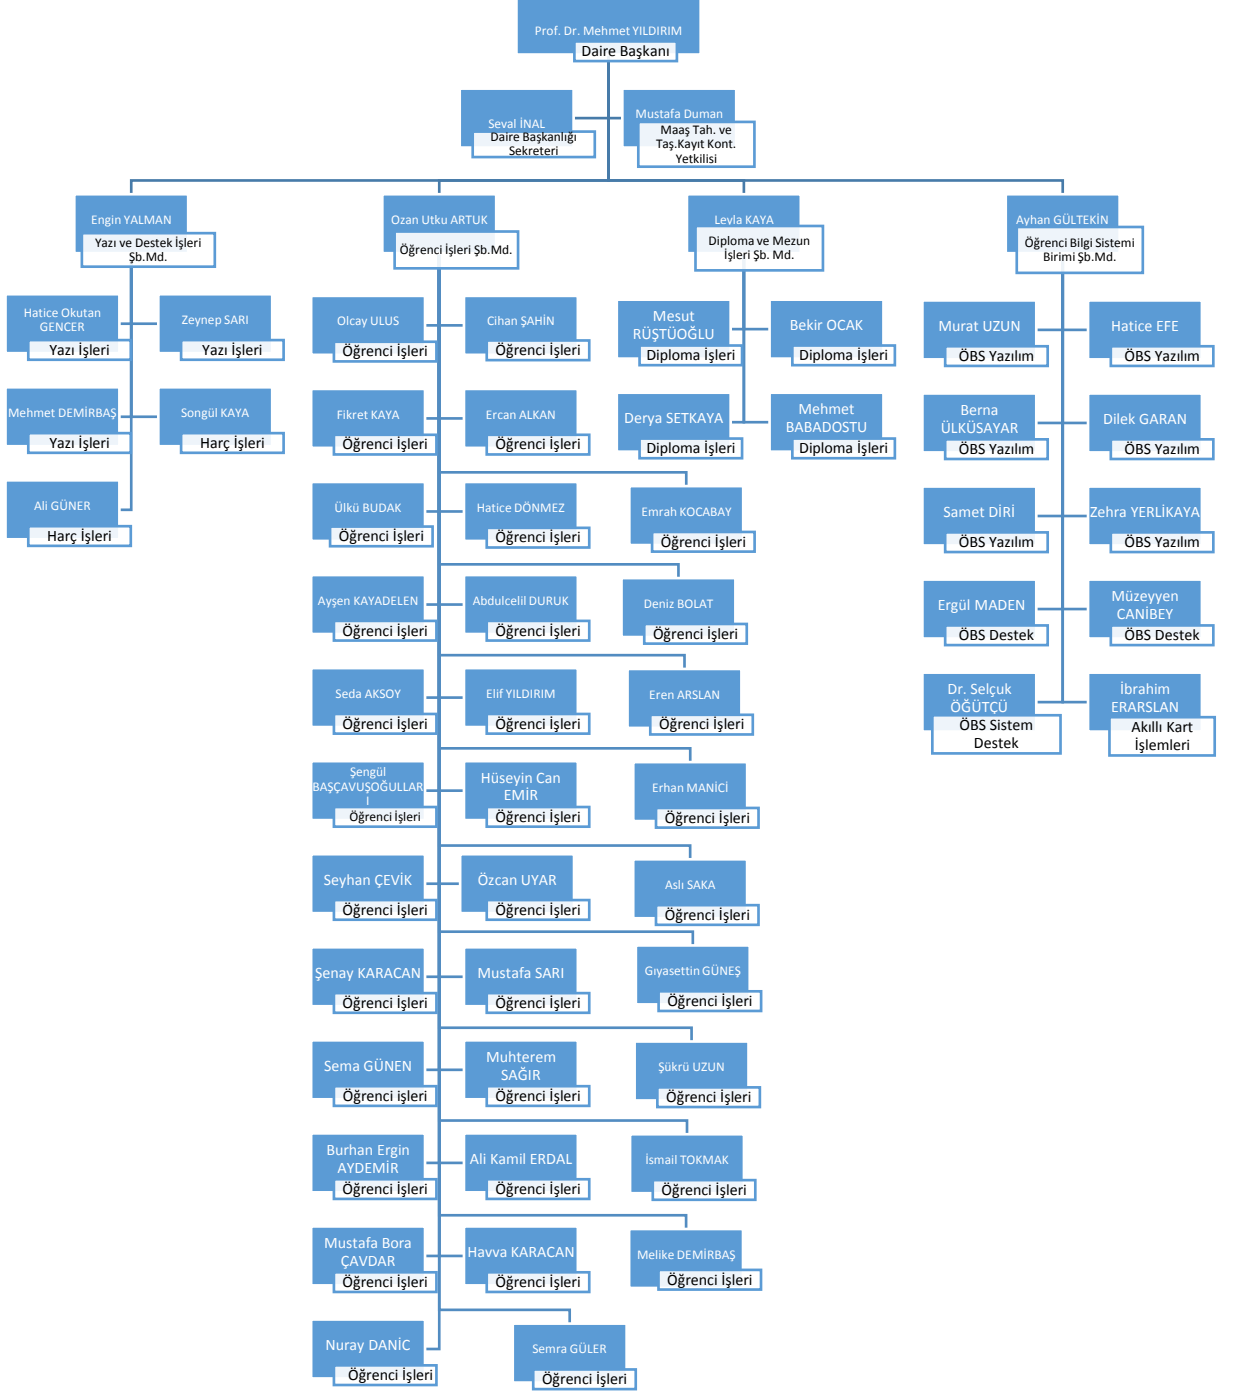 Prof. Dr. Mehmet YILDIRIM
Daire Başkanı
Seval İNAL
Daire Başkanlığı
Sekreteri
Mustafa Duman
Maaş Tah. ve
Taş.Kayıt Kont.
Yetkilisi
Engin YALMAN
Yazı ve Destek İşleri
Şb.Md.
Ozan Utku ARTUK
Öğrenci İşleri Şb.Md.
Leyla KAYA
Diploma ve Mezun
İşleri Şb. Md.
Ayhan GÜLTEKİN
Öğrenci Bilgi Sistemi
Birimi Şb.Md.
Hatice Okutan
GENCER
Yazı İşleri
Zeynep SARI
Yazı İşleri
Mehmet DEMİRBAŞ
Yazı İşleri
Songül KAYA
Harç İşleri
Ali GÜNER
Harç İşleri
Olcay ULUS
Öğrenci İşleri
Cihan ŞAHİN
Öğrenci İşleri
Fikret KAYA
Öğrenci İşleri
Ercan ALKAN
Öğrenci İşleri
Ülkü BUDAK
Öğrenci İşleri
Hatice DÖNMEZ
Öğrenci İşleri
Emrah KOCABAY
Öğrenci İşleri
Ayşen KAYADELEN
Öğrenci İşleri
Abdulcelil DURUK
Öğrenci İşleri
Deniz BOLAT
Öğrenci İşleri
Seda AKSOY
Öğrenci İşleri
Elif YILDIRIM
Öğrenci İşleri
Eren ARSLAN
Öğrenci İşleri
Şengül
BAŞÇAVUŞOĞULLAR
I
Öğrenci İşleri
Hüseyin Can
EMİR
Öğrenci İşleri
Erhan MANİCİ
Öğrenci İşleri
Seyhan ÇEVİK
Öğrenci İşleri
Özcan UYAR
Öğrenci İşleri
Aslı SAKA
Öğrenci İşleri
Şenay KARACAN
Öğrenci İşleri
Mustafa SARI
Öğrenci İşleri
Gıyasettin GÜNEŞ
Öğrenci İşleri
Sema GÜNEN
Öğrenci işleri
Muhterem
SAĞIR
Öğrenci İşleri
Şükrü UZUN
Öğrenci İşleri
Burhan Ergin
AYDEMİR
Öğrenci İşleri
Ali Kamil ERDAL
Öğrenci İşleri
İsmail TOKMAK
Öğrenci İşleri
Mustafa Bora
ÇAVDAR
Öğrenci İşleri
Havva KARACAN
Öğrenci İşleri
Melike DEMİRBAŞ
Öğrenci İşleri
Nuray DANİC
Öğrenci İşleri
Semra GÜLER
Öğrenci İşleri
Mesut
RÜŞTÜOĞLU
Diploma İşleri
Bekir OCAK
Diploma İşleri
Derya SETKAYA
Diploma İşleri
Mehmet
BABADOSTU
Diploma İşleri
Murat UZUN
ÖBS Yazılım
Hatice EFE
ÖBS Yazılım
Berna
ÜLKÜSAYAR
ÖBS Yazılım
Dilek GARAN
ÖBS Yazılım
Samet DİRİ
ÖBS Yazılım
Zehra YERLİKAYA
ÖBS Yazılım
Ergül MADEN
ÖBS Destek
Müzeyyen
CANİBEY
ÖBS Destek
Dr. Selçuk
ÖĞÜTÇÜ
ÖBS Sistem
Destek
İbrahim
ERARSLAN
Akıllı Kart
İşlemleri